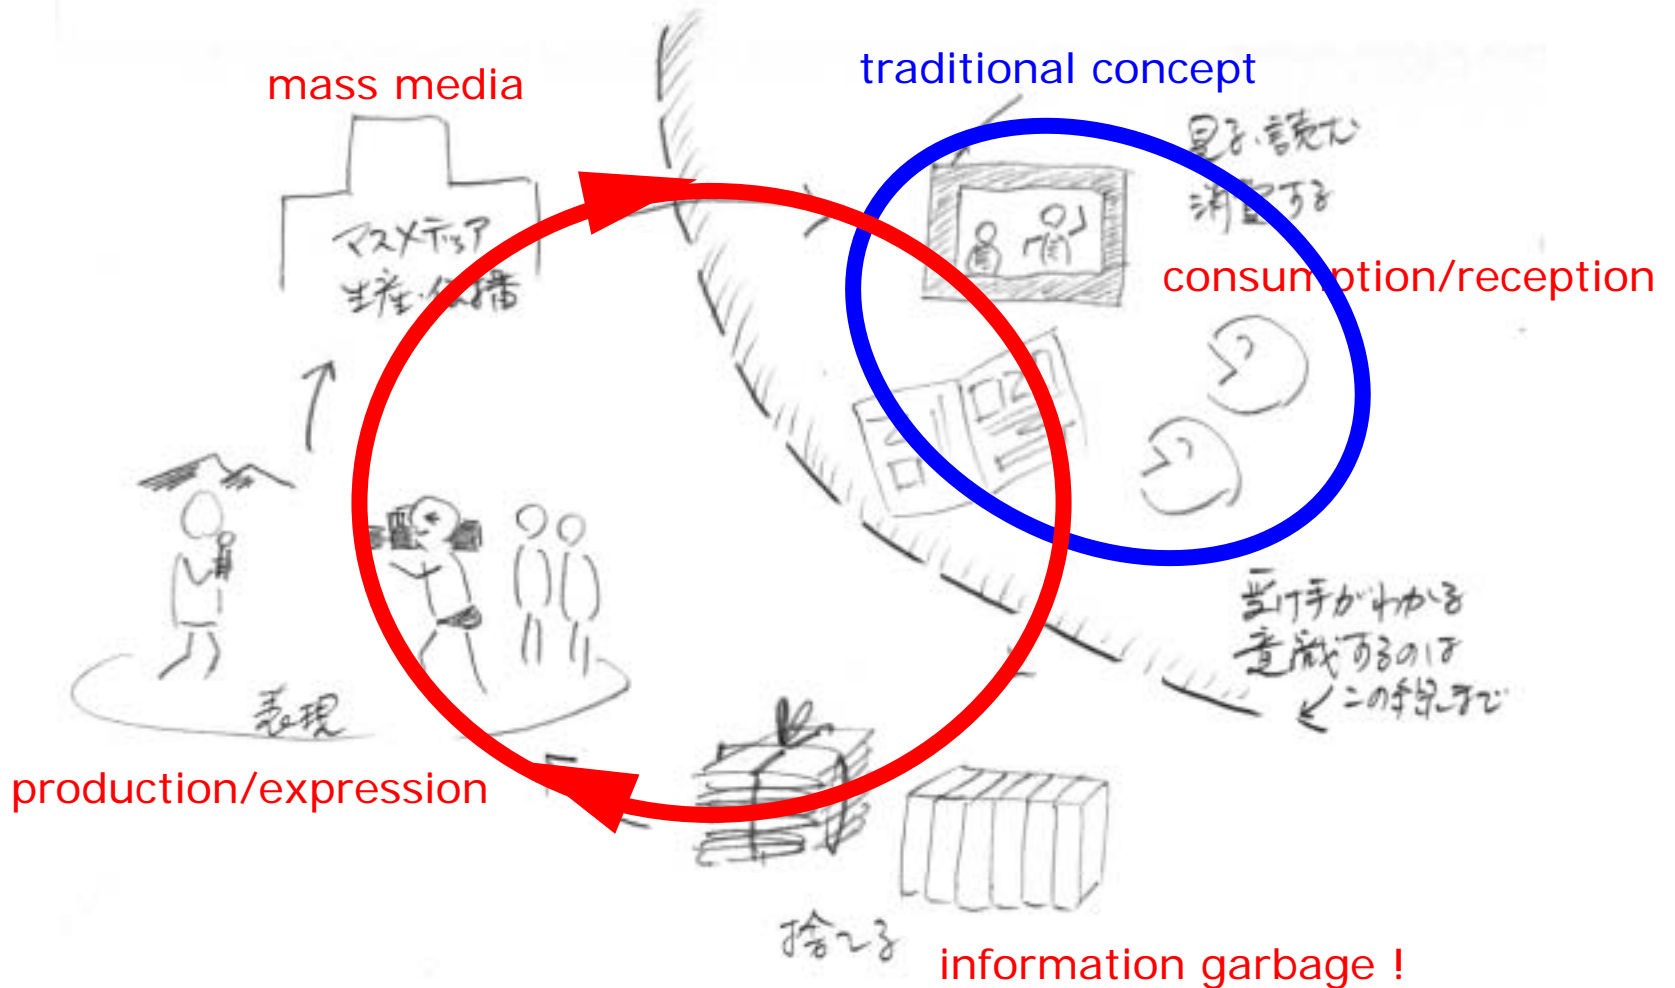 mass media
traditional concept
マスメディア
生産・伝播
見る・読む
消費する
consumption/reception
受け手がわかる
意識するのは
この手まで
表現
production/expression
捨てる
information garbage !